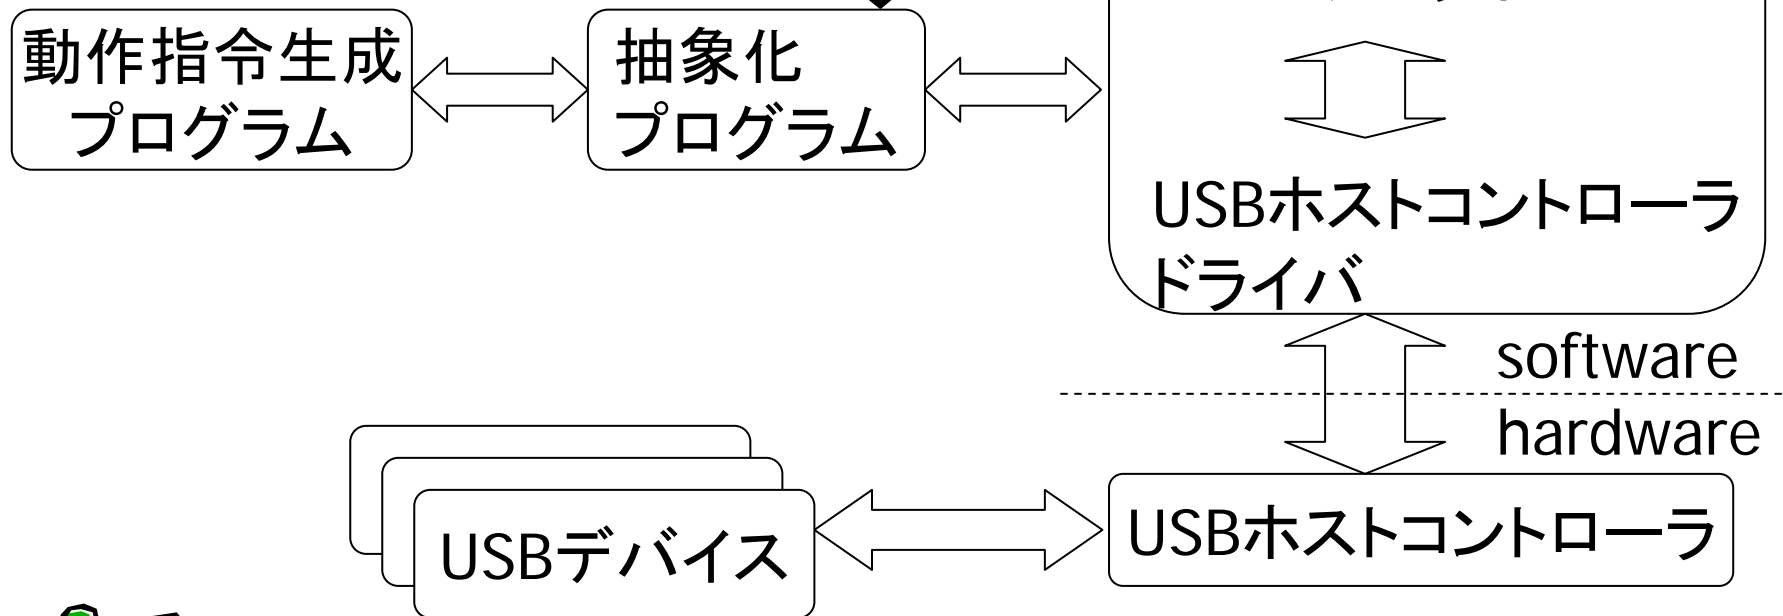 動作指令生成
プログラム
抽象化
プログラム
USBホストコントローラ
ドライバ
software
hardware
USBデバイス
USBホストコントローラ